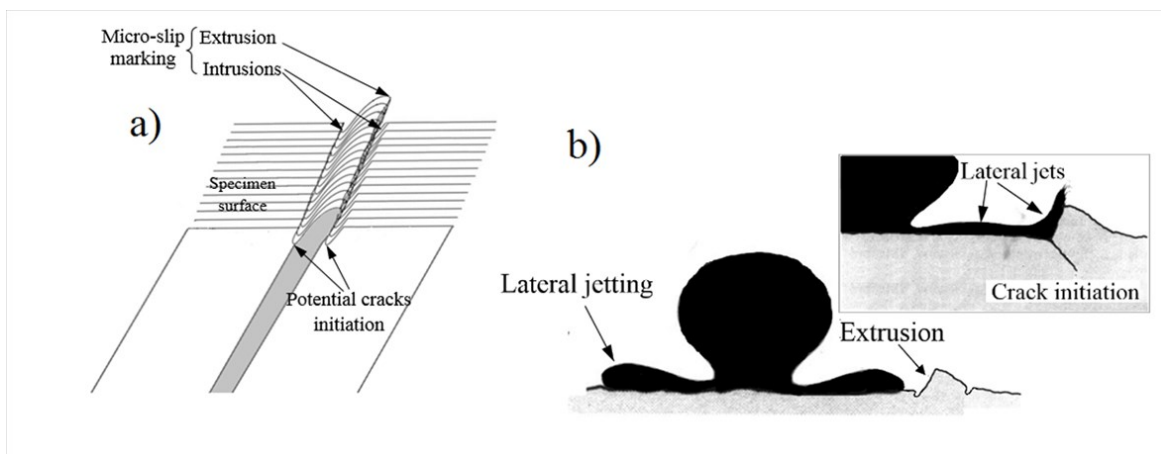 Micro-slip
marking
Extrusion
Intrusions
a)
Specimen
surface
Potential cracks
initiation
b)
Lateral jets
Crack initiation
Lateral jetting
Extrusion